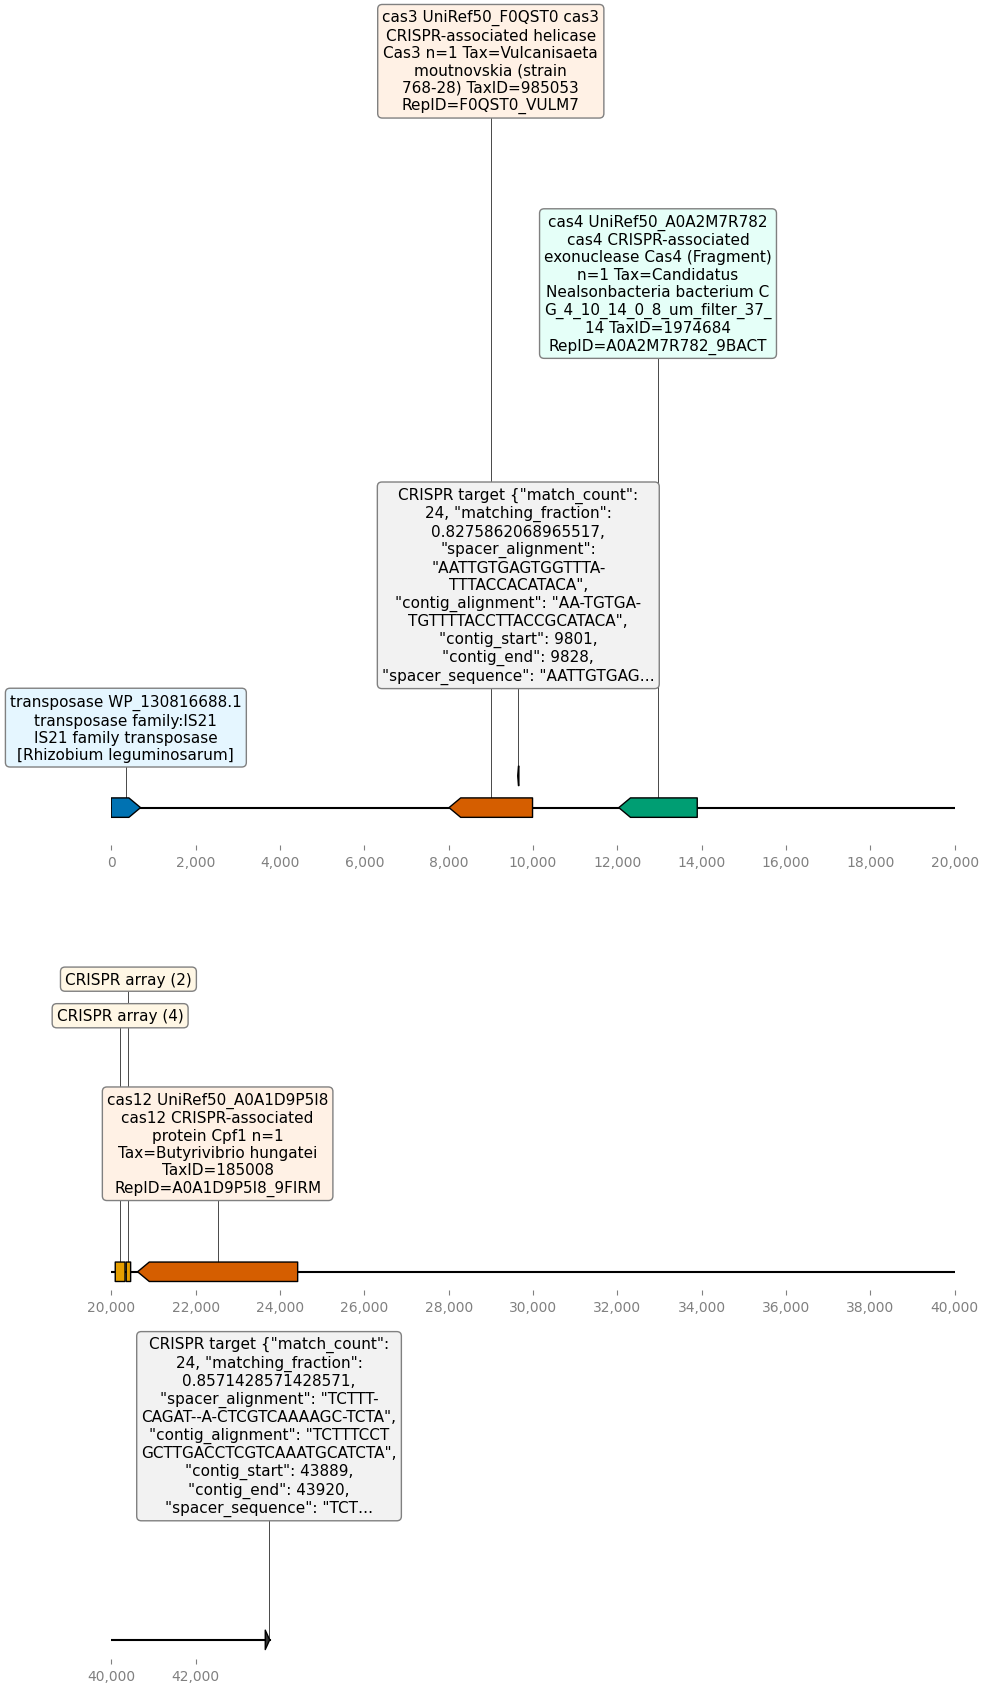 cas3 UniRef50_F0QST0 cas3
CRISPR-associated helicase
Cas3 n=1 Tax=Vulcanisaeta
moutnovskia (strain
768-28) TaxID=985053
RepID=F0QST0_VULM7
cas4 UniRef50_A0A2M7R782
cas4 CRISPR-associated
exonuclease Cas4 (Fragment)
n=1 Tax=Candidatus
Nealsonbacteria bacterium C
G_4_10_14_0_8_um_filter_37_
14 TaxID=1974684
RepID=A0A2M7R782_9BACT
CRISPR target {"match_count":
24, "matching_fraction":
0.8275862068965517,
"spacer_alignment":
"AATTGTGAGTGGTTTA-
TTTACCACATACA",
"contig_alignment": "AA-TGTGA-
TGTTTTACCTTACCGCATACA",
"contig_start": 9801,
"contig_end": 9828,
"spacer_sequence": "AATTGTGAG...
transposase WP_130816688.1
transposase family:IS21
IS21 family transposase
[Rhizobium leguminosarum]
0 2,000 4,000 6,000 8,000 10,000 12,000 14,000 16,000 18,000 20,000
CRISPR array (2)
CRISPR array (4)
cas12 UniRef50_A0A1D9P5I8
cas12 CRISPR-associated
protein Cpf1 n=1
Tax=Butyrivibrio hungatei
TaxID=185008
RepID=A0A1D9P5I8_9FIRM
20,000 22,000 24,000 26,000 28,000 30,000 32,000 34,000 36,000 38,000 40,000
CRISPR target {"match_count":
24, "matching_fraction":
0.8571428571428571,
"spacer_alignment": "TCTTT-
CAGAT--A-CTCGTCAAAAGC-TCTA",
"contig_alignment": "TCTTTCCT
GCTTGACCTCGTCAAATGCATCTA",
"contig_start": 43889,
"contig_end": 43920,
"spacer_sequence": "TCT...
40,000 42,000